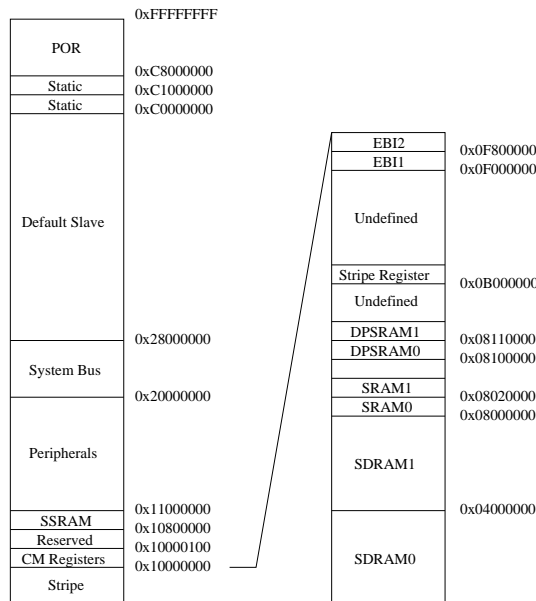 0xFFFFFFFF
POR
0xC8000000
Static
0xC1000000
Static
0xC0000000
Default Slave
0x28000000
System Bus
0x20000000
Peripherals
0x11000000
SSRAM
0x10800000
Reserved
0x10000100
CM Registers
0x10000000
Stripe
EBI2
0x0F800000
EBI1
0x0F000000
Undefined
Stripe Register
0x0B000000
Undefined
DPSRAM1
0x08110000
DPSRAM0
0x08100000
SRAM1
0x08020000
SRAM0
0x08000000
SDRAM1
0x04000000
SDRAM0